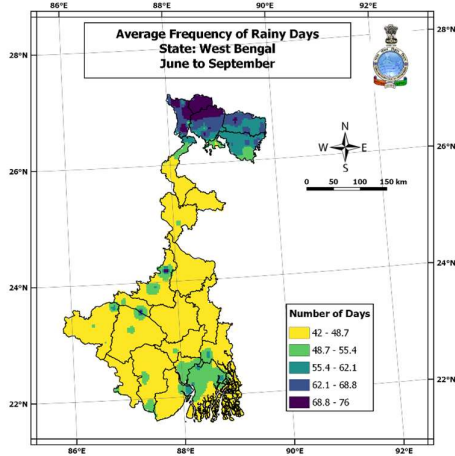 86°E 88°E 90°E 92°E
Average Frequency of Rainy Days
State: West Bengal
June to September
28°N 28°N
N
W E
S
26°N 26°N
0 50 100 150 km
24°N 24°N
Number of Days
42 - 48.7
48.7 - 55.4
55.4 - 62.1
62.1 - 68.8
68.8 - 76
22°N 22°N
86°E 88°E 90°E 92°E